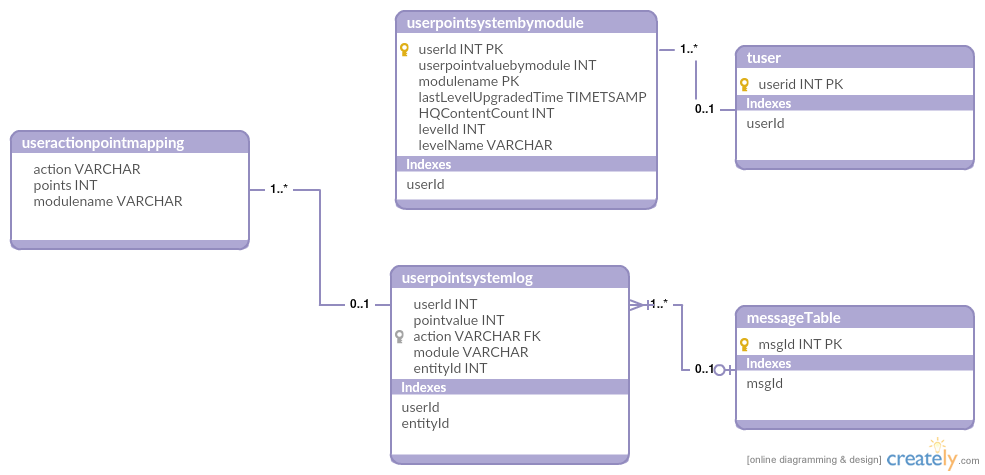 userpointsystembymodule
userId INT PK
userpointvaluebymodule INT
modulename PK
lastLevelUpgradedTime TIMETSAMP
HQContentCount INT
levelId INT
levelName VARCHAR
Indexes
userId
1..*
0..1
tuser
userid INT PK
Indexes
userId
useractionpointmapping
action VARCHAR
points INT
modulename VARCHAR
1..*
0..1
userpointsystemlog
userId INT
pointvalue INT
action VARCHAR FK
module VARCHAR
entityId INT
Indexes
userId
entityId
1..*
0..1
messageTable
msgId INT PK
Indexes
msgId
[online diagramming & design] creately.com